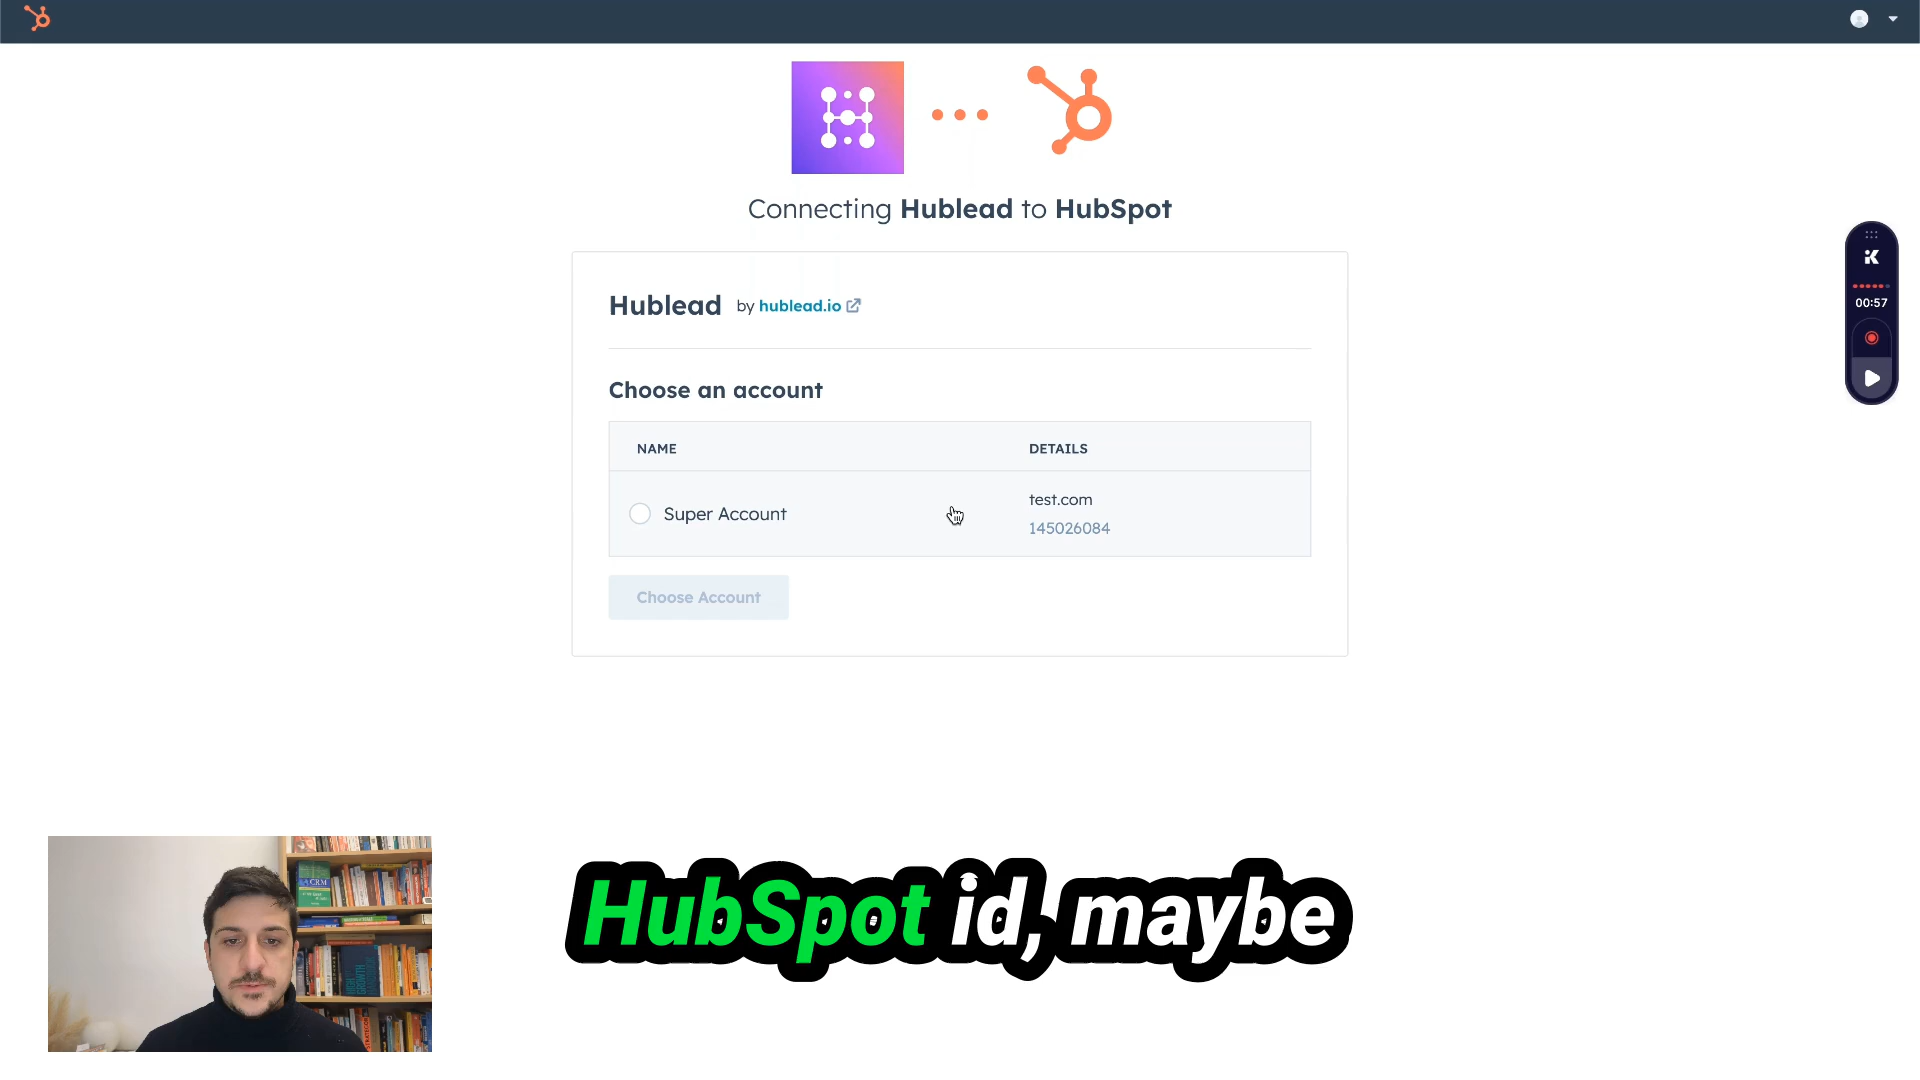 Connecting Hublead to HubSpot
00:57
Hublead by hublead.io
Choose an account
NAME DETAILS
Super Account
test.com
145026084
Choose Account
CRM
HubSpot id, maybe